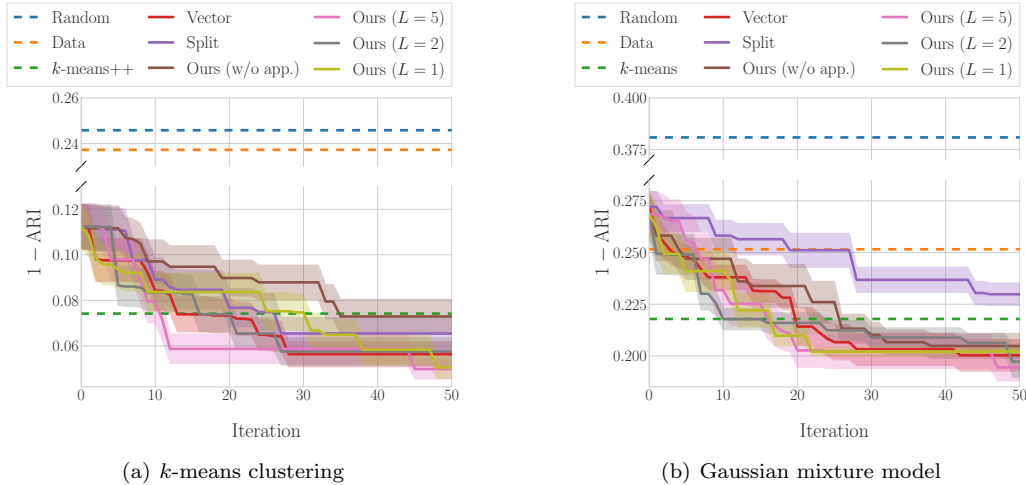 Random Vector Ours (L = 5)
Data Split Ours (L = 2)
k-means++ Ours (w/o app.) Ours (L = 1)
0.26
0.24
0.12
0.10
0.08
0.06
1 − ARI
0 10 20 30 40 50
Iteration
(a) k-means clustering
Random Vector Ours (L = 5)
Data Split Ours (L = 2)
k-means Ours (w/o app.) Ours (L = 1)
0.400
0.375
0.275
0.250
0.225
0.200
1 − ARI
0 10 20 30 40 50
Iteration
(b) Gaussian mixture model